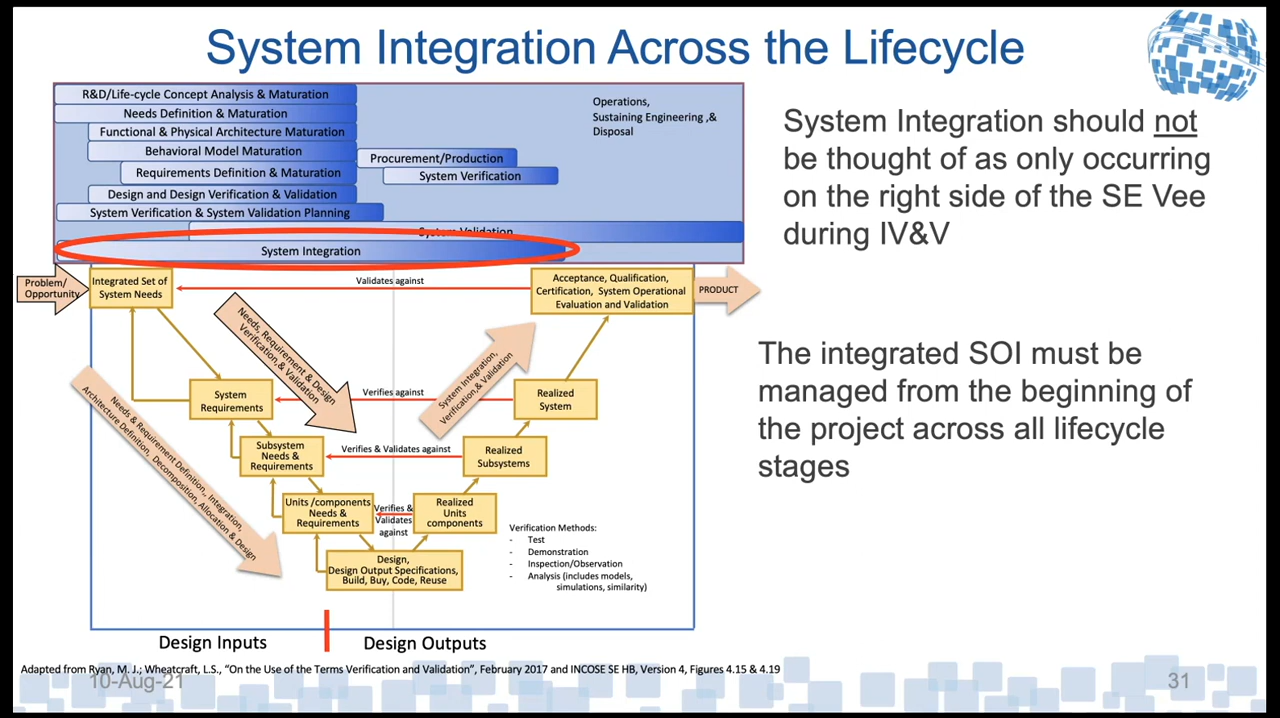 System Integration Across the Lifecycle
R&D/Life-cycle Concept Analysis & Maturation
Needs Definition & Maturation
Functional & Physical Architecture Maturation
Behavioral Model Maturation
Requirements Definition & Maturation
Design and Design Verification & Validation
System Verification & System Validation Planning
System Validation
System Integration
Procurement/Production
System Verification
Operations,
Sustaining Engineering ,&
Disposal
Problem/
Opportunity
Integrated Set of
System Needs
Validates against
Acceptance, Qualification,
Certification, System Operational
Evaluation and Validation
PRODUCT
Needs, Requirement & Design
Verification,& Validation
System Integration,
Verification,& Validation
Needs & Requirement Definition,, Integration,
Architecture Definition, Decomposition, Allocation & Design
System
Requirements
Verifies against
Realized
System
Subsystem
Needs &
Requirements
Verifies & Validates against
Realized
Subsystems
Units /components
Needs &
Requirements
Verifies &
Validates
against
Realized
Units
components
Design,
Design Output Specifications,
Build, Buy, Code, Reuse
Verification Methods:
- Test
- Demonstration
- Inspection/Observation
- Analysis (includes models,
simulations, similarity)
Design Inputs
Design Outputs
System Integration should not
be thought of as only occurring
on the right side of the SE Vee
during IV&V
The integrated SOI must be
managed from the beginning of
the project across all lifecycle
stages
Adapted from Ryan, M. J.; Wheatcraft, L.S., “On the Use of the Terms Verification and Validation”, February 2017 and INCOSE SE HB, Version 4, Figures 4.15 & 4.19
10-Aug-21
31